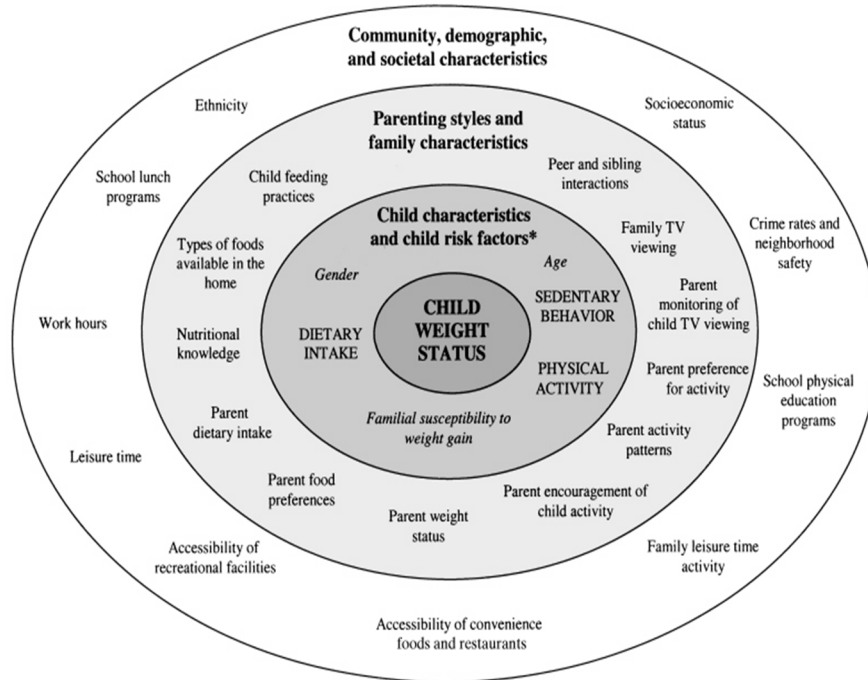 Community, demographic,
and societal characteristics
Ethnicity
Socioeconomic
status
Parenting styles and
family characteristics
School lunch
programs
Child feeding
practices
Peer and sibling
interactions
Child characteristics
and child risk factors*
Family TV
viewing
Crime rates and
neighborhood
safety
Types of foods
available in the
home
Gender
Age
Parent
monitoring of
child TV viewing
SEDENTARY
BEHAVIOR
CHILD
WEIGHT
STATUS
Work hours
Nutritional
knowledge
DIETARY
INTAKE
PHYSICAL
ACTIVITY
Parent preference
for activity
School physical
education
programs
Parent
dietary intake
Familial susceptibility to
weight gain
Parent activity
patterns
Leisure time
Parent food
preferences
Parent weight
status
Parent encouragement of
child activity
Accessibility of
recreational facilities
Family leisure time
activity
Accessibility of convenience
foods and restaurants